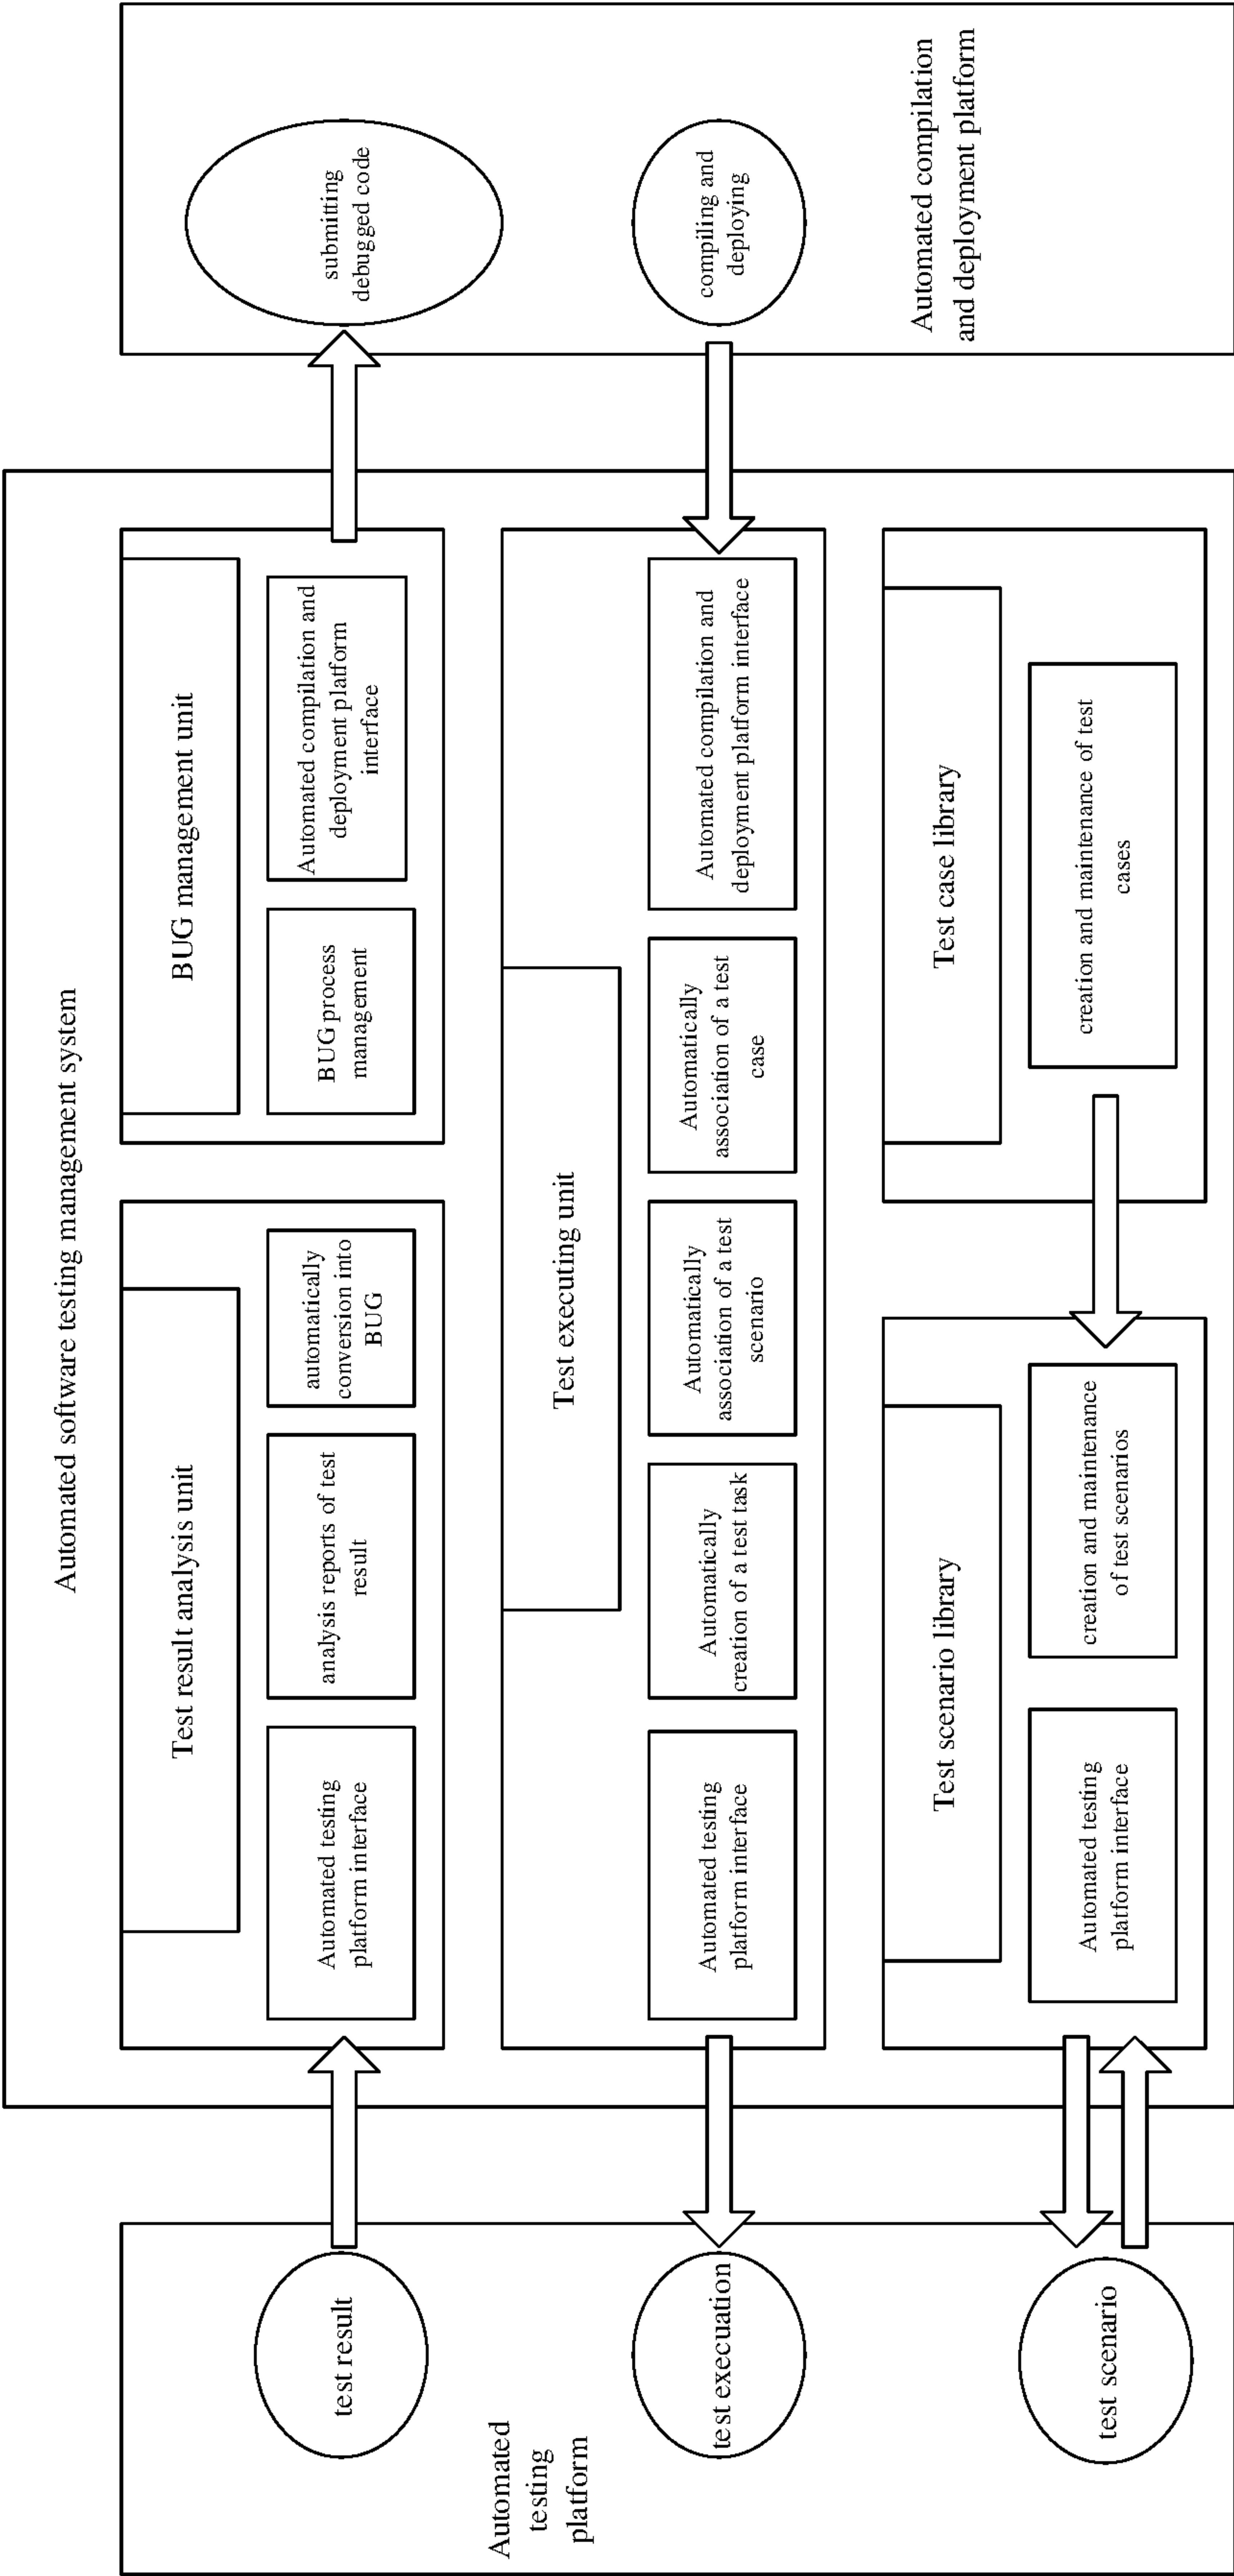 Automated software testing management system
Automated
testing
platform
test result
test execuation
test scenario
Test result analysis unit
Automated testing
platform interface
analysis reports of test
result
automatically
conversion into
BUG
BUG management unit
BUG process
management
Automated compilation and
deployment platform
interface
Test executing unit
Automated testing
platform interface
Automatically
creation of a test task
Automatically
association of a test
scenario
Automatically
association of a test
case
Automated compilation and
deployment platform interface
Test scenario library
Automated testing
platform interface
creation and maintenance
of test scenarios
Test case library
creation and maintenance of test
cases
submitting
debugged code
compiling and
deploying
Automated compilation
and deployment platform